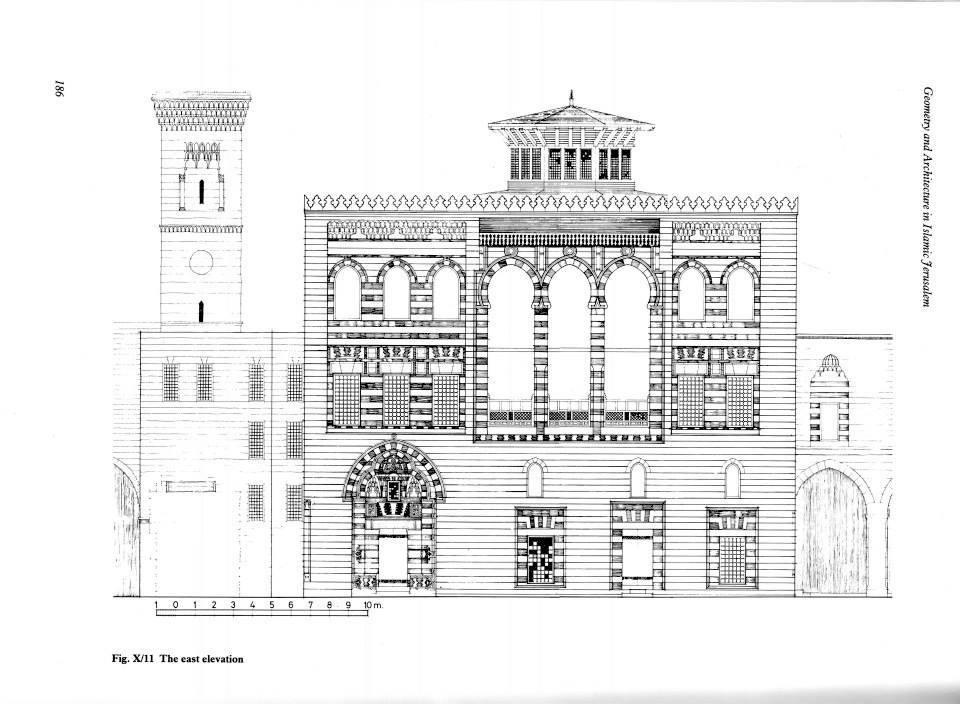 186
Geometry and Architecture in Islamic Jerusalem
1 0 1 2 3 4 5 6 7 8 9 10 m.
Fig. X/11 The east elevation